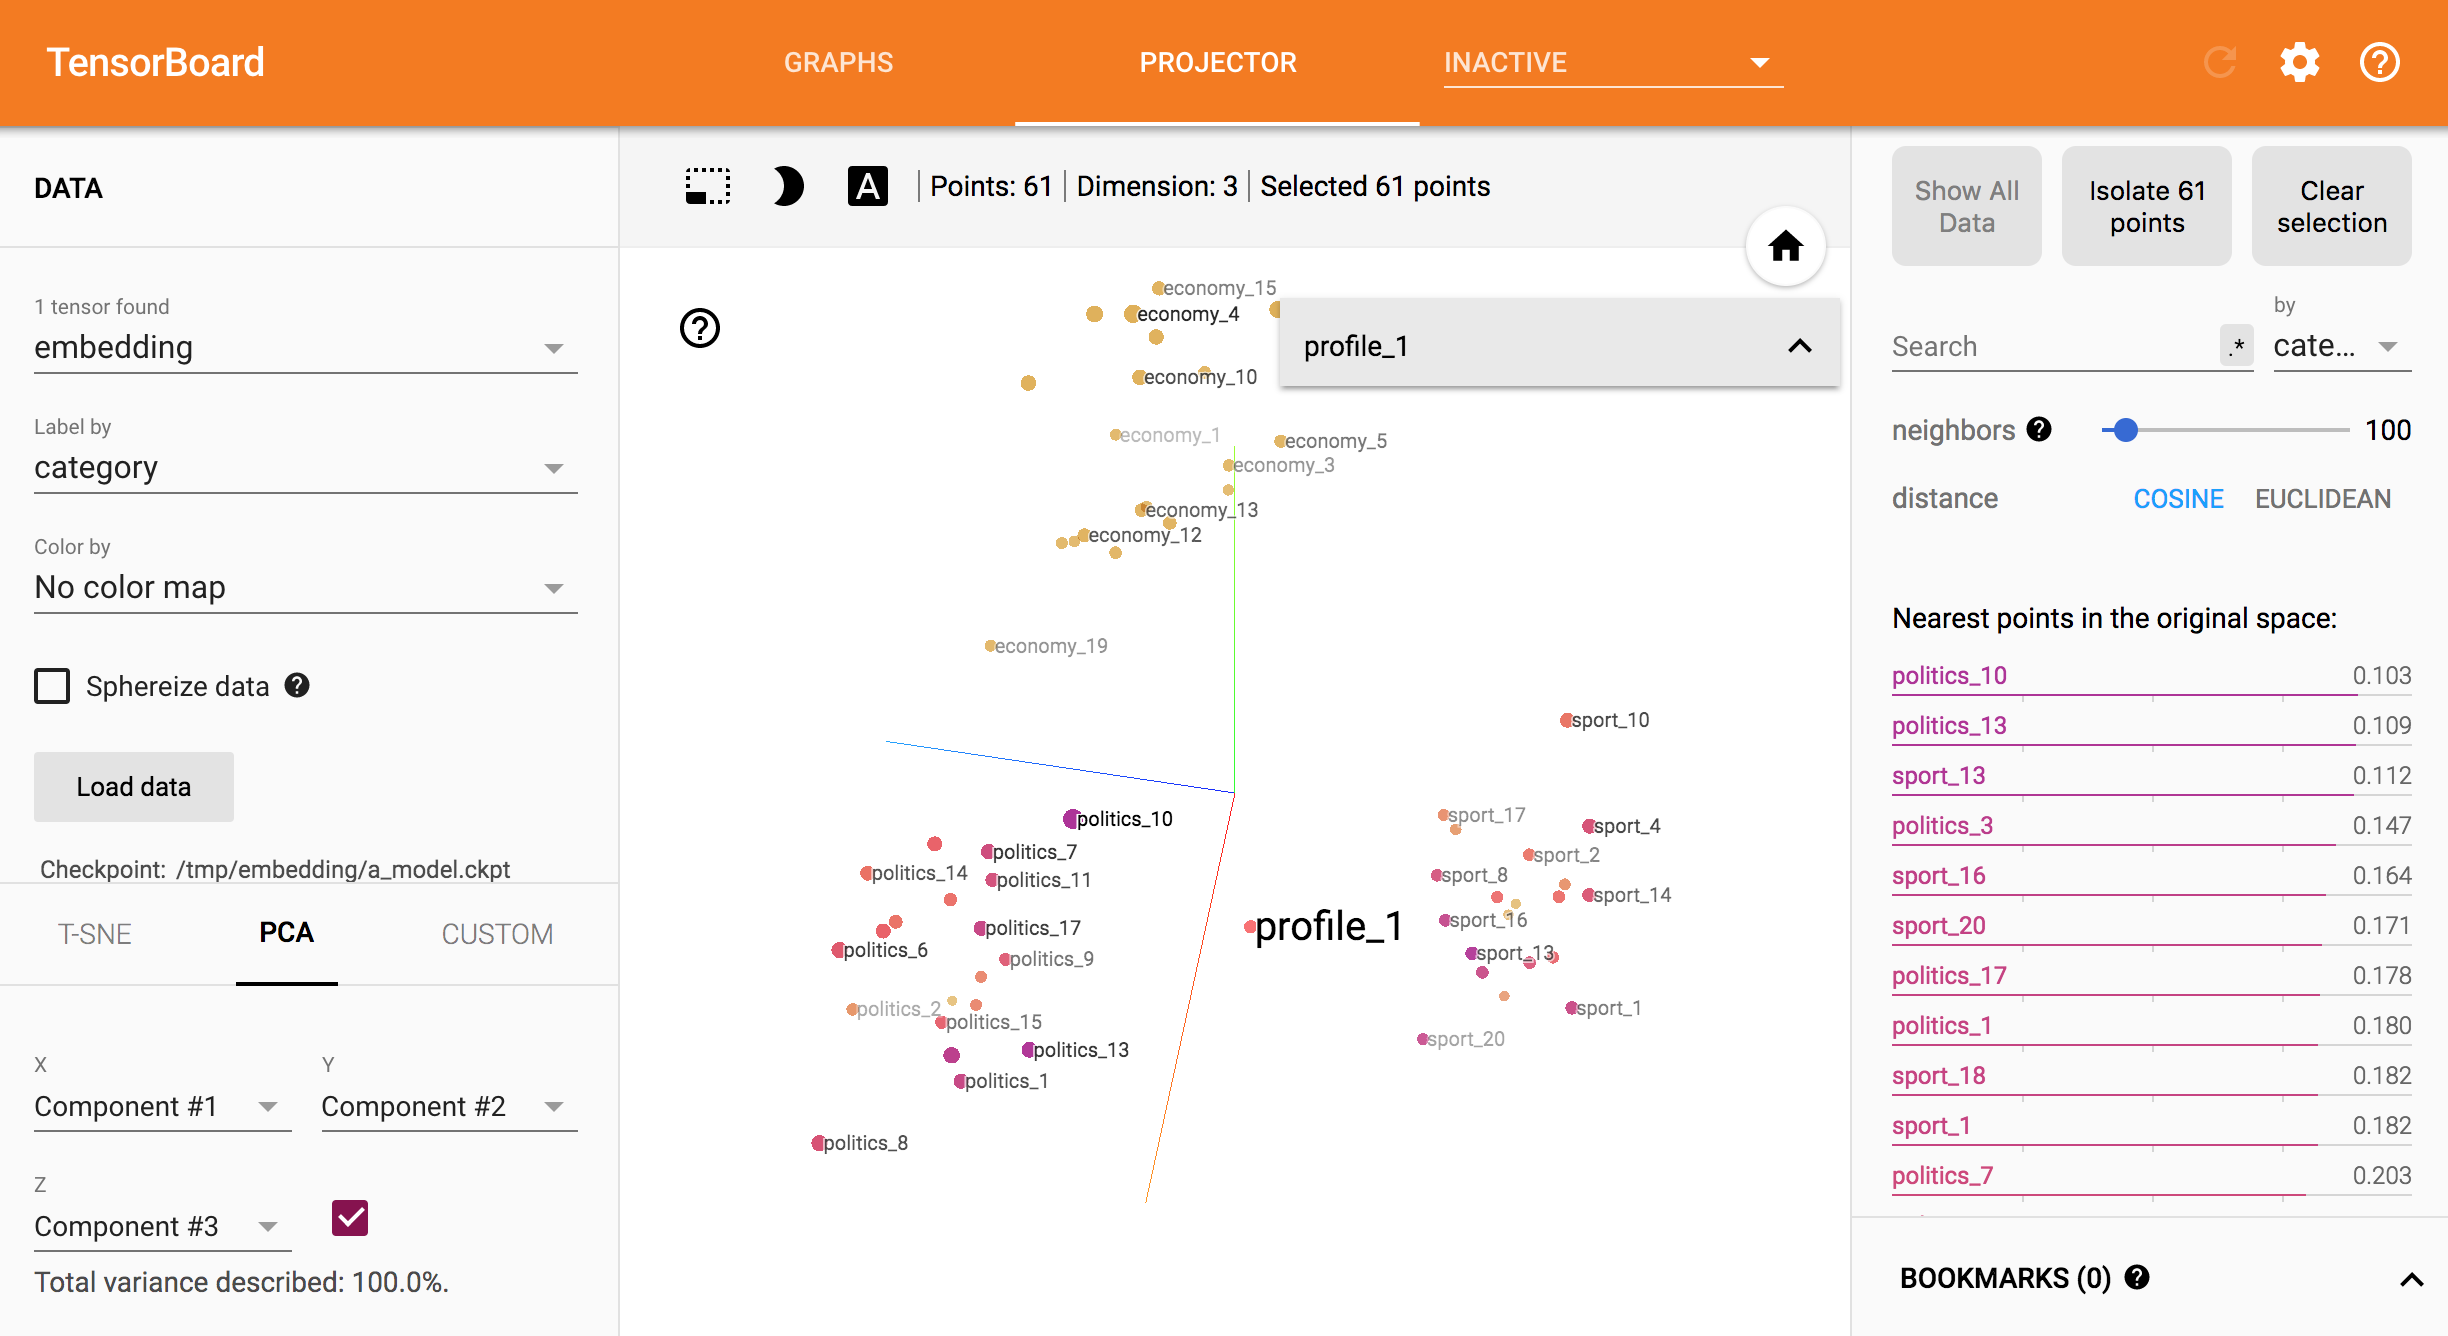 TensorBoard
GRAPHS
PROJECTOR
INACTIVE
DATA
1 tensor found
embedding
Label by
category
Color by
No color map
Sphereize data
Load data
Checkpoint: /tmp/embedding/a_model.ckpt
T-SNE
PCA
CUSTOM
X
Component #1
Y
Component #2
Z
Component #3
Total variance described: 100.0%.
A
Points: 61
Dimension: 3
Selected 61 points
profile_1
economy_15
economy_4
economy_10
economy_1
economy_5
economy_3
economy_13
economy_12
economy_19
sport_10
politics_10
sport_17
sport_4
politics_7
sport_2
politics_14
politics_11
sport_8
sport_14
sport_16
profile_1
politics_17
politics_6
sport_13
politics_9
politics_2
sport_1
politics_15
sport_20
politics_13
politics_1
politics_8
Show All
Data
Isolate 61
points
Clear
selection
Search
.*
by
cate...
neighbors
100
distance
COSINE
EUCLIDEAN
Nearest points in the original space:
politics_10 0.103
politics_13 0.109
sport_13 0.112
politics_3 0.147
sport_16 0.164
sport_20 0.171
politics_17 0.178
politics_1 0.180
sport_18 0.182
sport_1 0.182
politics_7 0.203
BOOKMARKS (0)